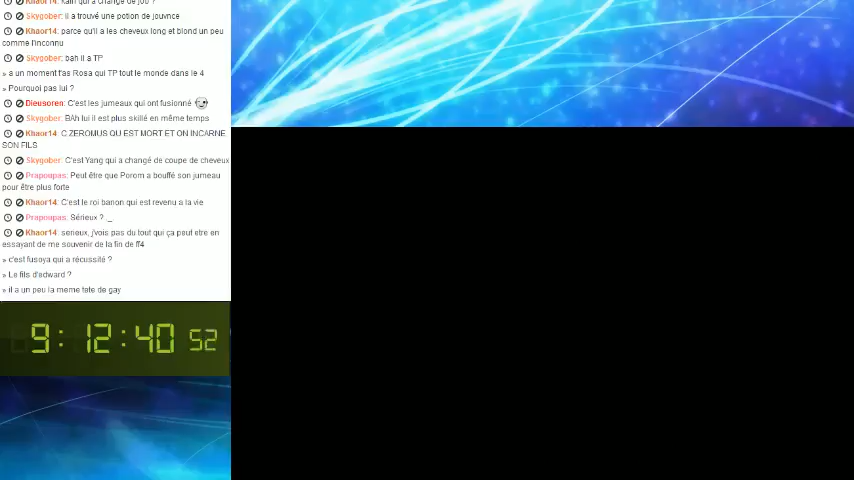 Khaor14: kain qui a changé de job ?
Skygober: il a trouvé une potion de jouvnce
Khaor14: parce qu'il a les cheveux long et blond un peu
comme l'inconnu
Skygober: bah il a TP
» a un moment t'as Rosa qui TP tout le monde dans le 4
» Pourquoi pas lui ?
Dieusoren: C'est les jumeaux qui ont fusionné
Skygober: BAh lui il est plus skillé en même temps
Khaor14: C ZEROMUS QU EST MORT ET ON INCARNE
SON FILS
Skygober: C'est Yang qui a changé de coupe de cheveux
Prapoupas: Peut être que Porom a bouffé son jumeau
pour être plus forte
Khaor14: C'est le roi banon qui est revenu a la vie
Prapoupas: Sérieux ? ._.
Khaor14: serieux, j'vois pas du tout qui ça peut etre en
essayant de me souvenir de la fin de ff4
» c'est fusoya qui a récussité ?
» Le fils d'edward ?
» il a un peu la meme tete de gay
9:12:40 52